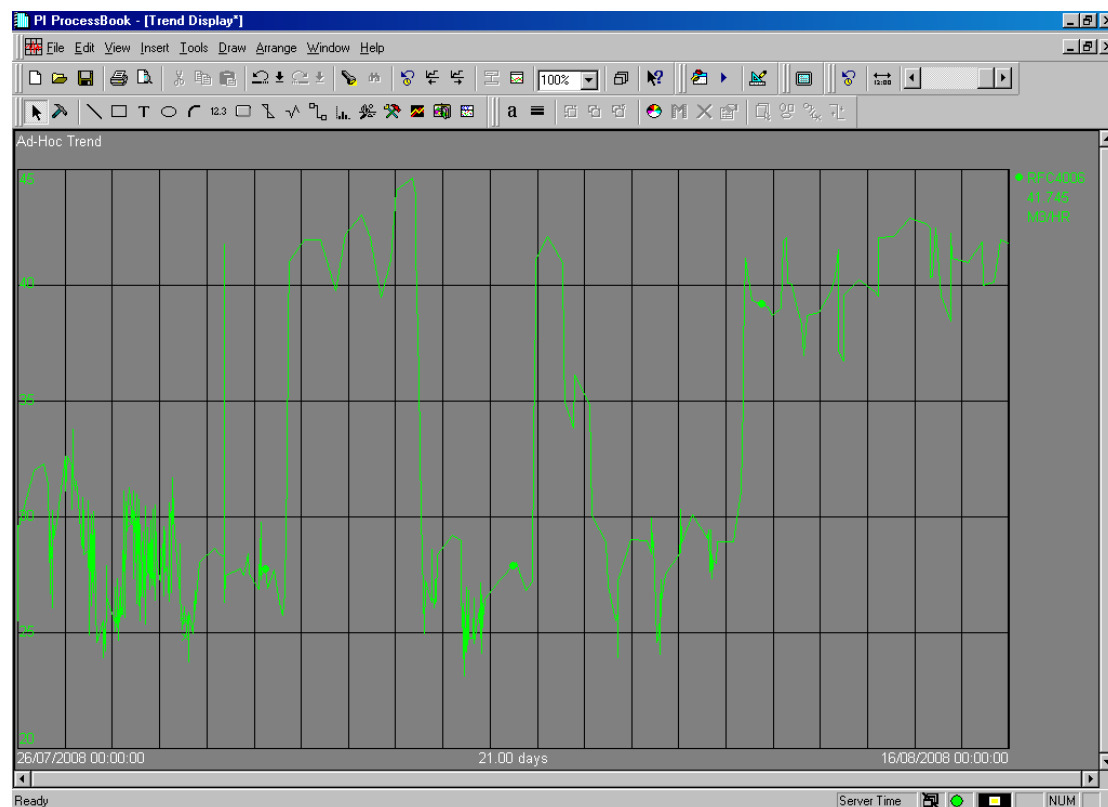 PI ProcessBook - [Trend Display*]
File Edit View Insert Tools Draw Arrange Window Help
100%
12:00
T 12.3 a M
Ad-Hoc Trend
45
RFC4006
41.745
M3/HR
40
35
30
25
20
26/07/2008 00:00:00 21.00 days 16/08/2008 00:00:00
Ready Server Time NUM